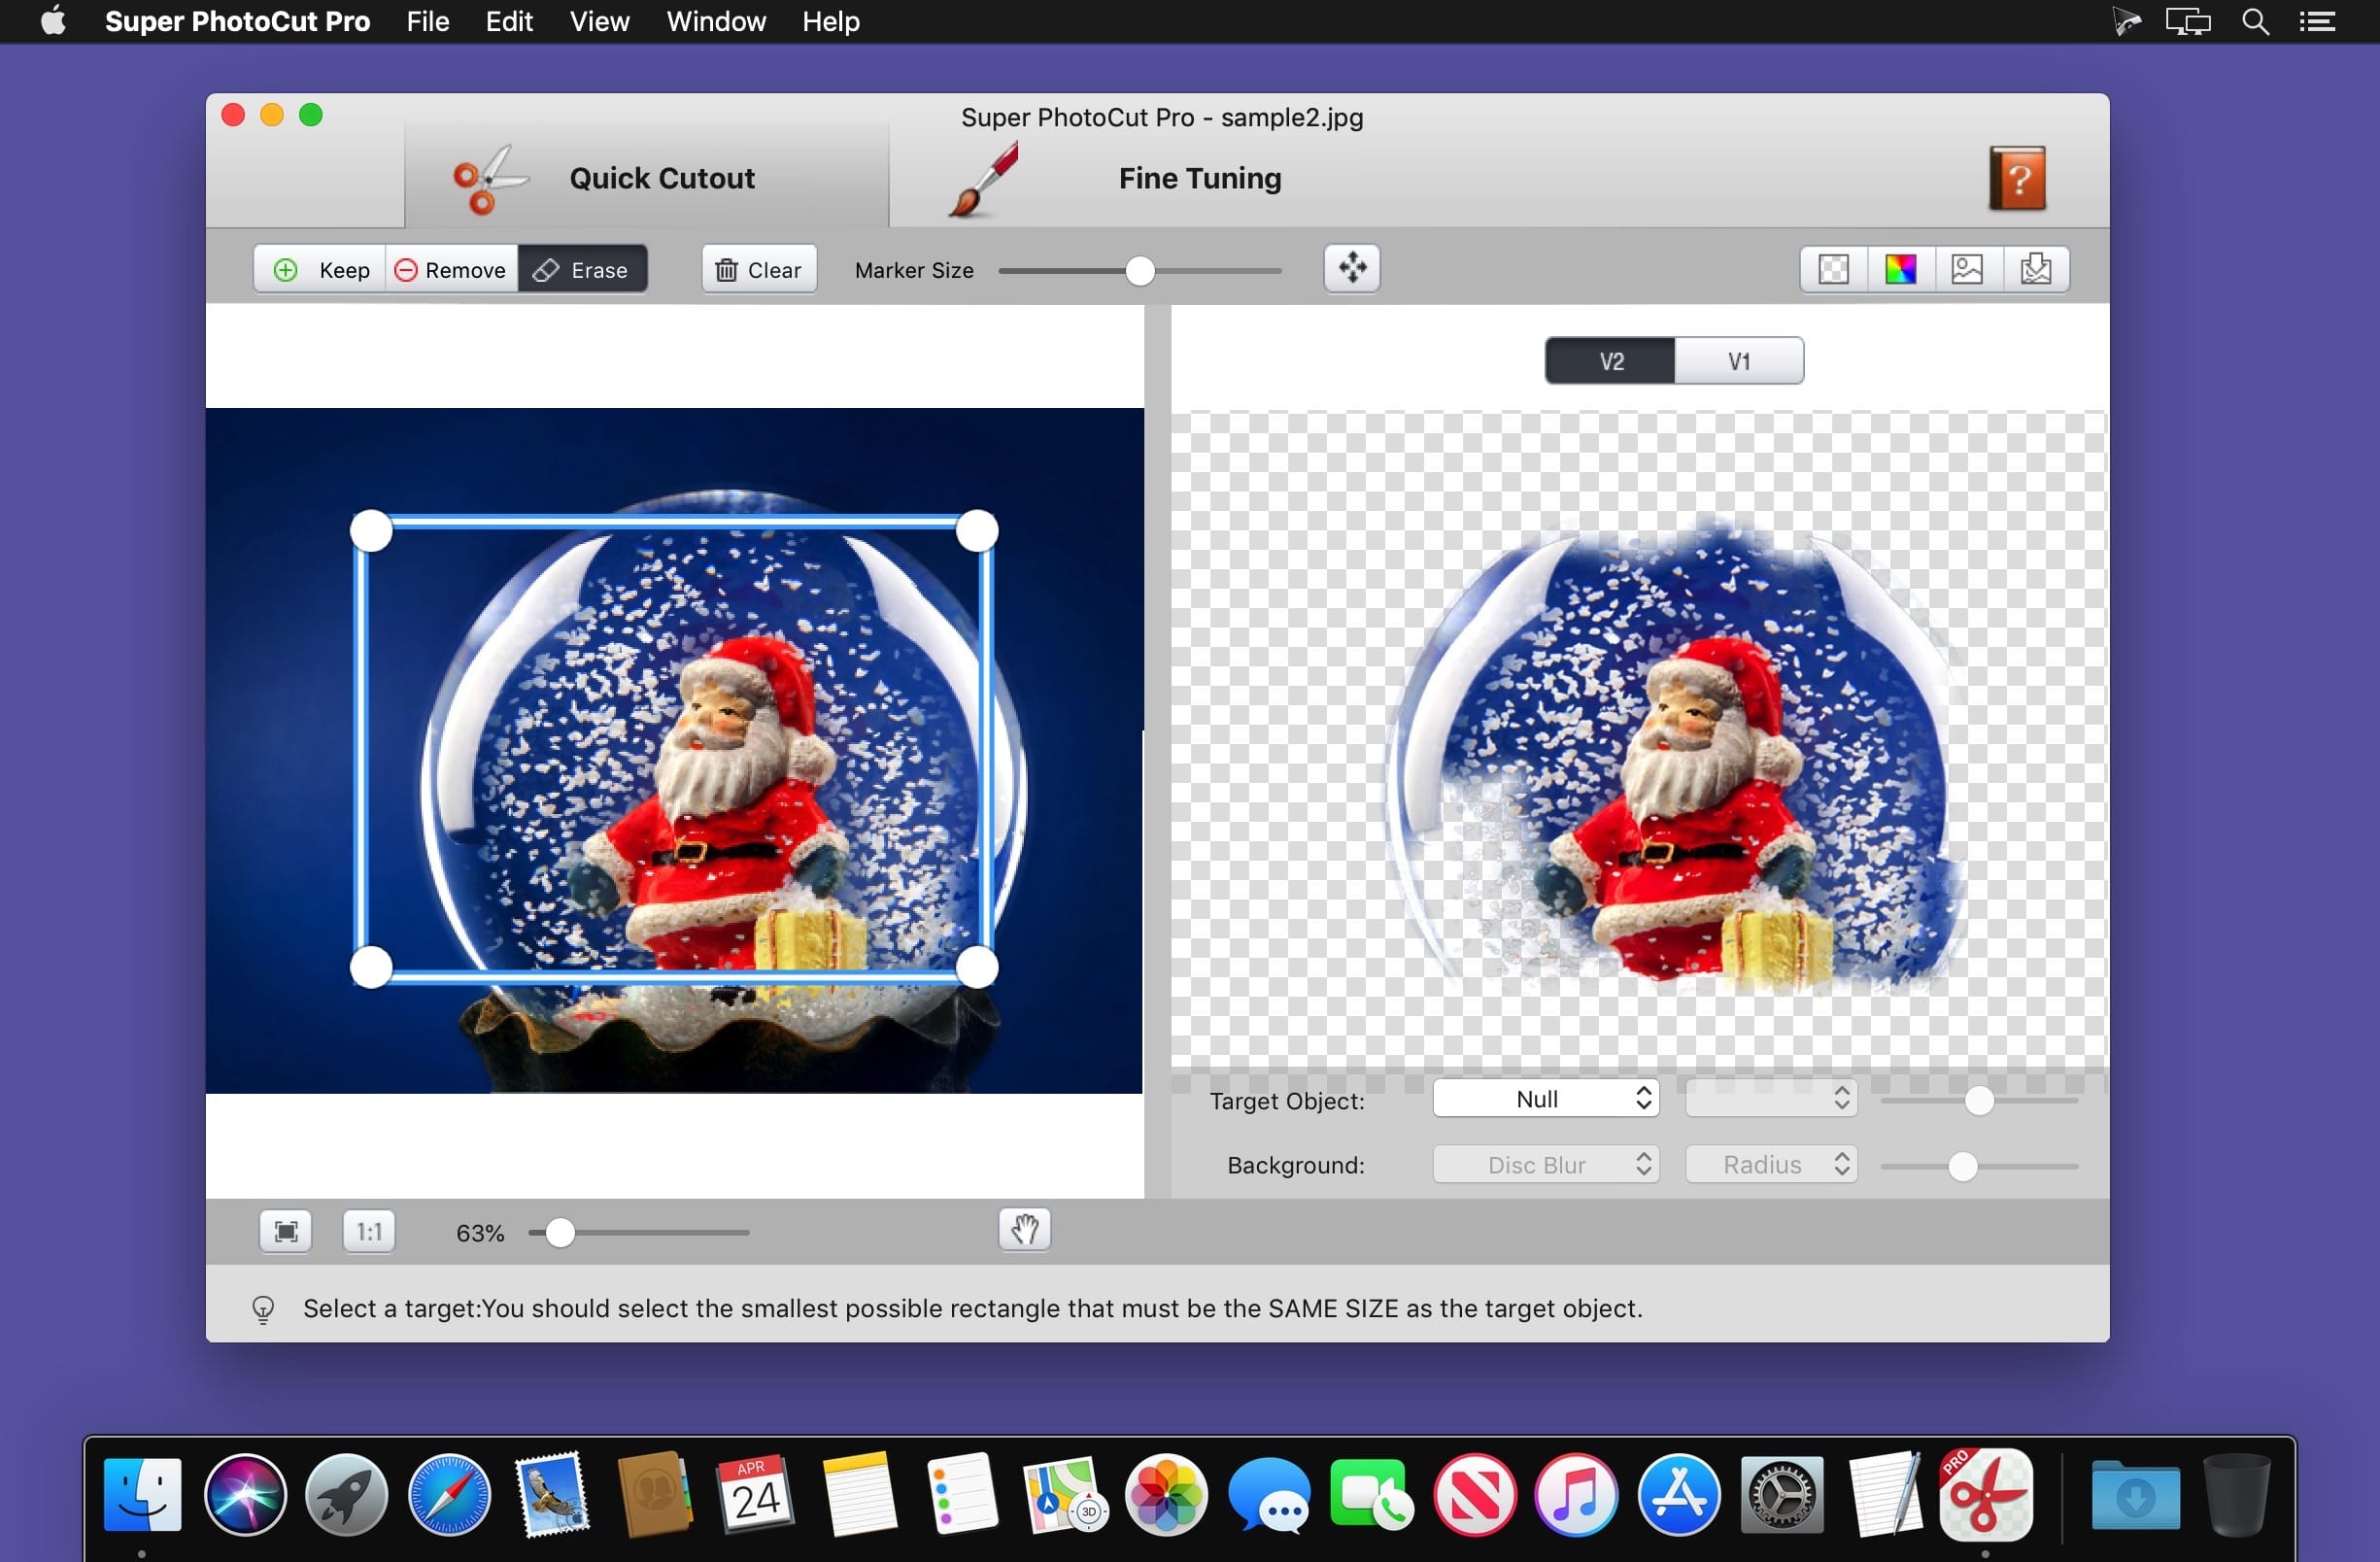 Super PhotoCut Pro File Edit View Window Help
Super PhotoCut Pro - sample2.jpg
Quick Cutout Fine Tuning ?
Keep Remove Erase Clear Marker Size
V2 V1
Target Object: Null
Background: Disc Blur Radius
1:1 63%
Select a target:You should select the smallest possible rectangle that must be the SAME SIZE as the target object.
APR
24
3D
PRO